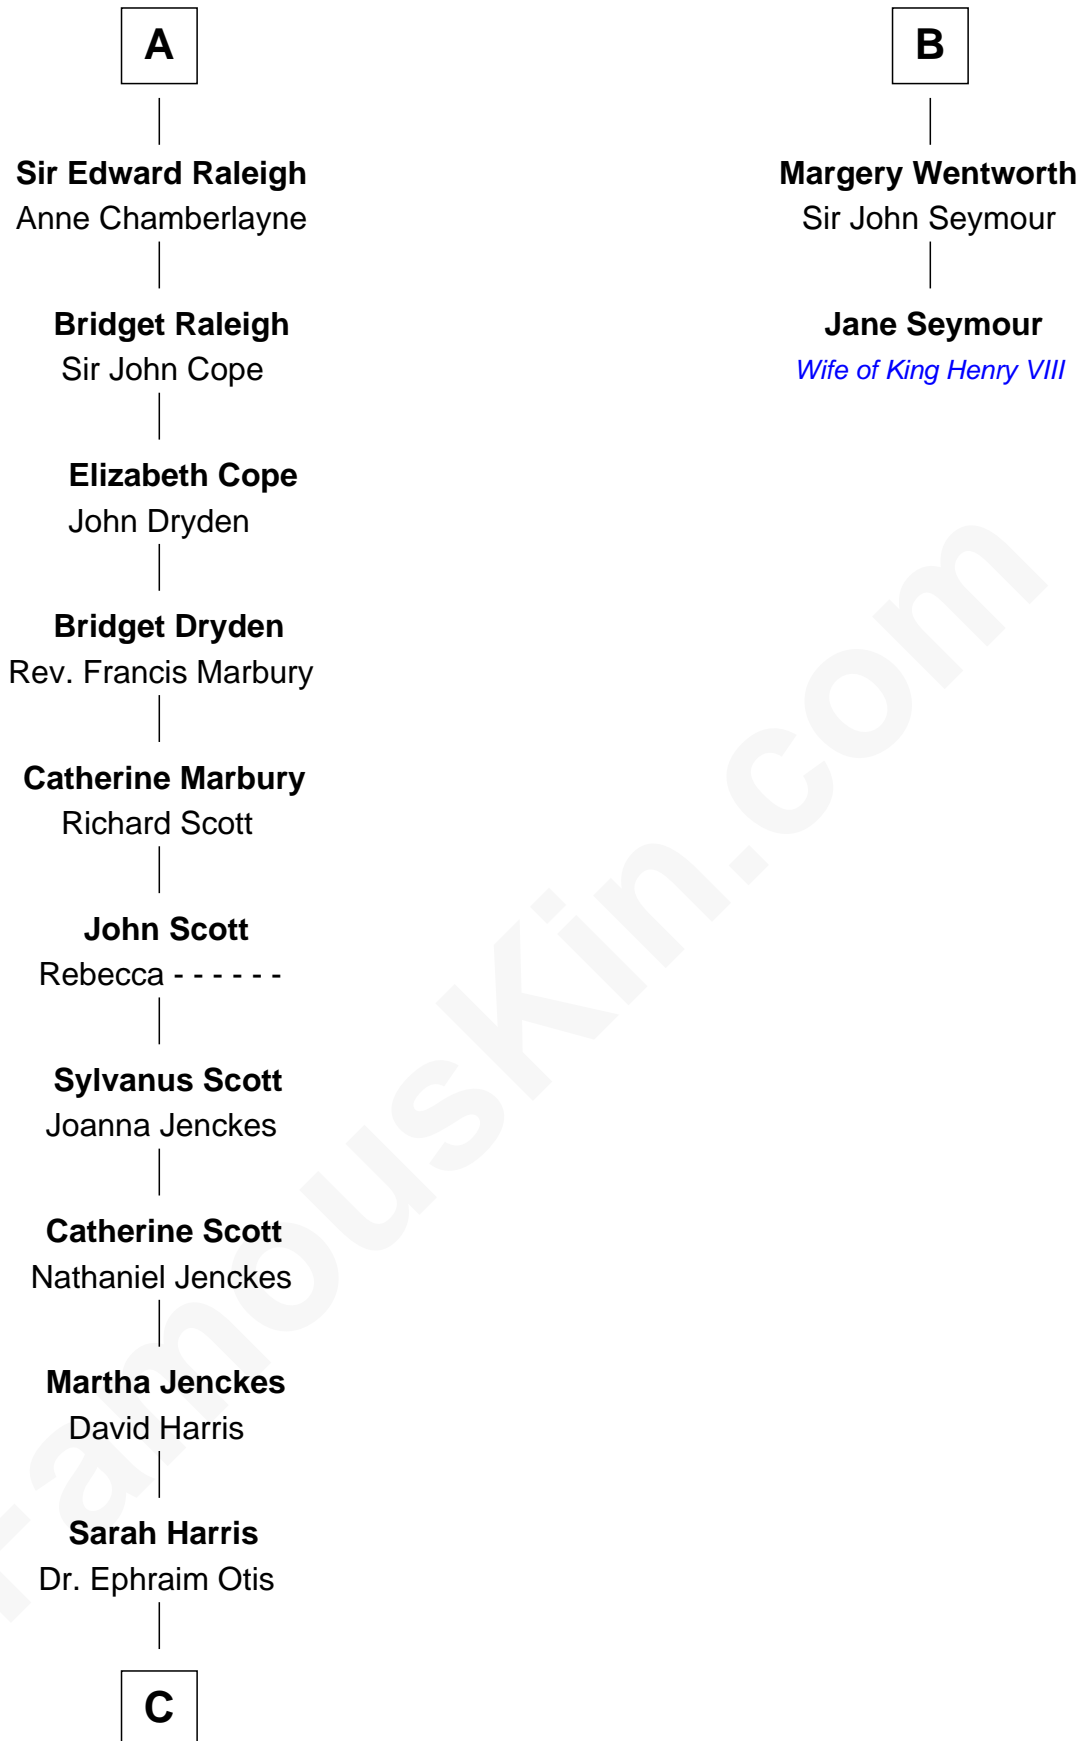 A
Sir Edward Raleigh
Anne Chamberlayne
Bridget Raleigh
Sir John Cope
Elizabeth Cope
John Dryden
Bridget Dryden
Rev. Francis Marbury
Catherine Marbury
Richard Scott
John Scott
Rebecca - - - - - -
Sylvanus Scott
Joanna Jenckes
Catherine Scott
Nathaniel Jenckes
Martha Jenckes
David Harris
Sarah Harris
Dr. Ephraim Otis
C
B
Margery Wentworth
Sir John Seymour
Jane Seymour
Wife of King Henry VIII
FamousKin.com